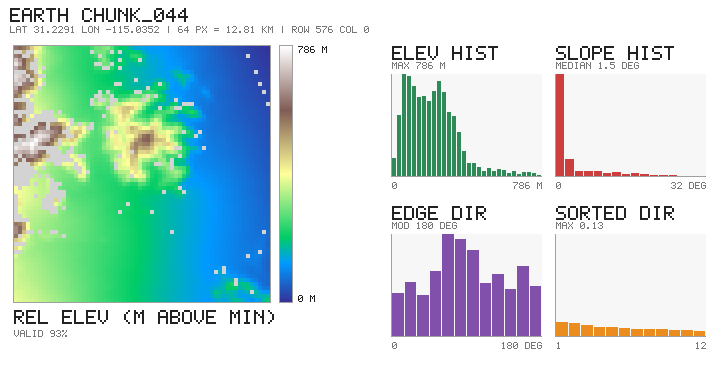 EARTH CHUNK_044
LAT 31.2291 LON -115.0352 | 64 PX = 12.81 KM | ROW 576 COL 0
786 M
0 M
REL ELEV (M ABOVE MIN)
VALID 93%
ELEV HIST
MAX 786 M
0 786 M
SLOPE HIST
MEDIAN 1.5 DEG
0 32 DEG
EDGE DIR
MOD 180 DEG
0 180 DEG
SORTED DIR
MAX 0.13
1 12